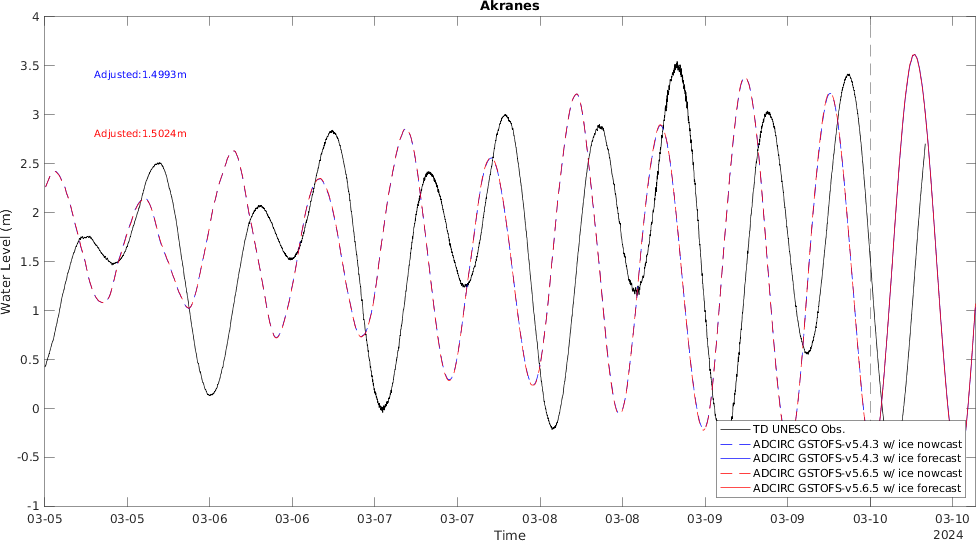 Akranes
4
3.5
3
2.5
2
1.5
1
0.5
0
-0.5
-1
Water Level (m)
Adjusted:1.4993m
Adjusted:1.5024m
TD UNESCO Obs.
ADCIRC GSTOFS-v5.4.3 w/ ice nowcast
ADCIRC GSTOFS-v5.4.3 w/ ice forecast
ADCIRC GSTOFS-v5.6.5 w/ ice nowcast
ADCIRC GSTOFS-v5.6.5 w/ ice forecast
03-05 03-05 03-06 03-06 03-07 03-07 03-08 03-08 03-09 03-09 03-10 03-10
Time
2024